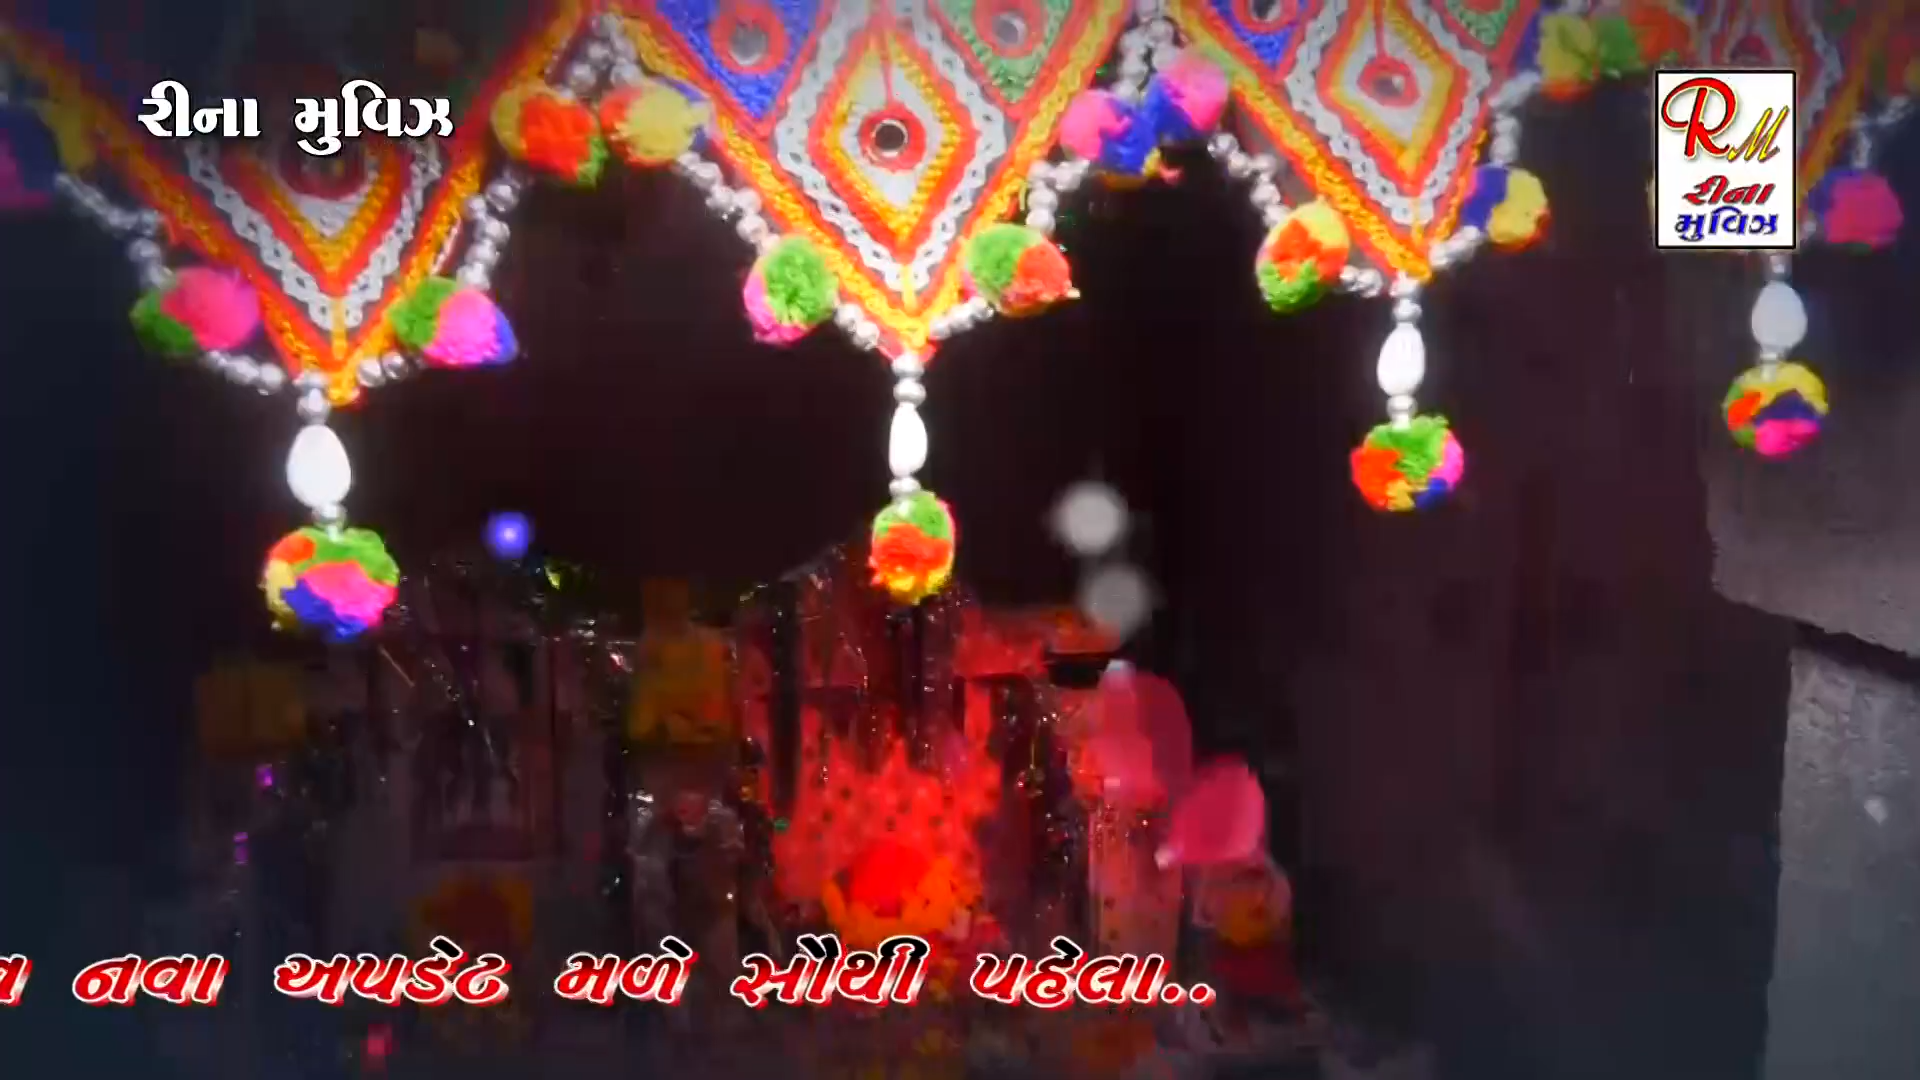 રીના મુવિઝ
RM
રીના
મુવિઝ
નવા અપડેટ મળે સૌથી પહેલા..